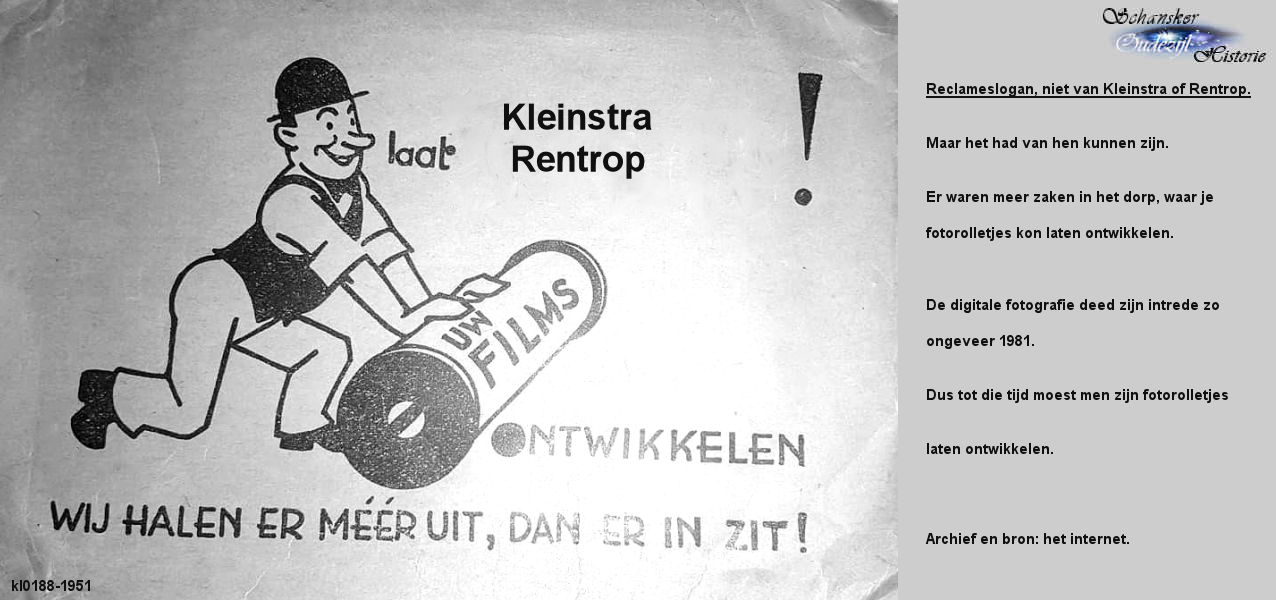 laat
Kleinstra
Rentrop
!
UW
FILMS
ONTWIKKELEN
WIJ HALEN ER MÉÉR UIT, DAN ER IN ZIT!
kl0188-1951
Schansker
Oudezijl
Historie
Reclameslogan, niet van Kleinstra of Rentrop.
Maar het had van hen kunnen zijn.
Er waren meer zaken in het dorp, waar je
fotorolletjes kon laten ontwikkelen.
De digitale fotografie deed zijn intrede zo
ongeveer 1981.
Dus tot die tijd moest men zijn fotorolletjes
laten ontwikkelen.
Archief en bron: het internet.